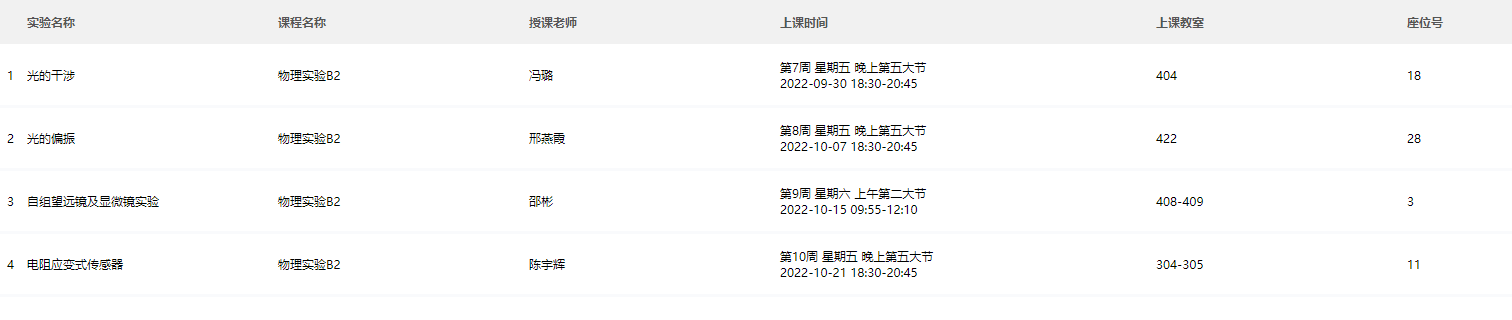 实验名称 课程名称 授课老师 上课时间 上课教室 座位号
1 光的干涉 物理实验B2 冯璐 第7周 星期五 晚上第五大节 404 18
2022-09-30 18:30-20:45
2 光的偏振 物理实验B2 邢燕霞 第8周 星期五 晚上第五大节 422 28
2022-10-07 18:30-20:45
3 自组望远镜及显微镜实验 物理实验B2 邵彬 第9周 星期六 上午第二大节 408-409 3
2022-10-15 09:55-12:10
4 电阻应变式传感器 物理实验B2 陈宇辉 第10周 星期五 晚上第五大节 304-305 11
2022-10-21 18:30-20:45